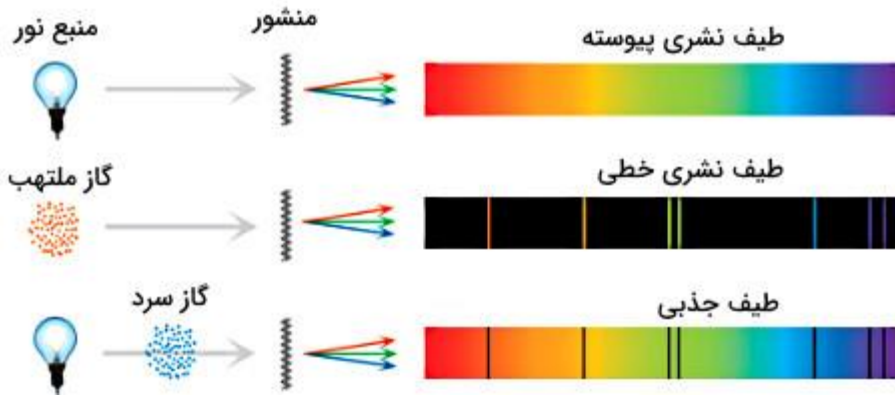 منبع نور
منشور
طیف نشری پیوسته
گاز ملتهب
طیف نشری خطی
گاز سرد
طیف جذبی